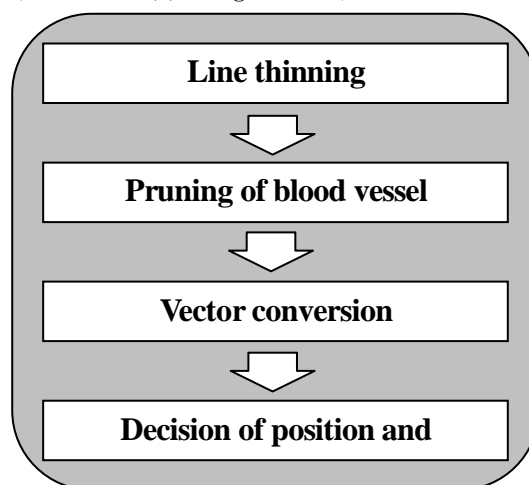 Line thinning
Pruning of blood vessel
Vector conversion
Decision of position and